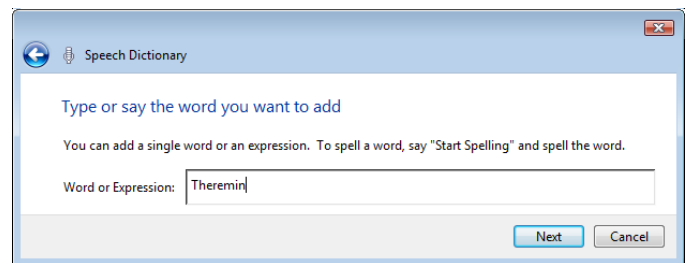 Speech Dictionary
Type or say the word you want to add
You can add a single word or an expression.  To spell a word, say "Start Spelling" and spell the word.
Word or Expression: Theremin
Next Cancel